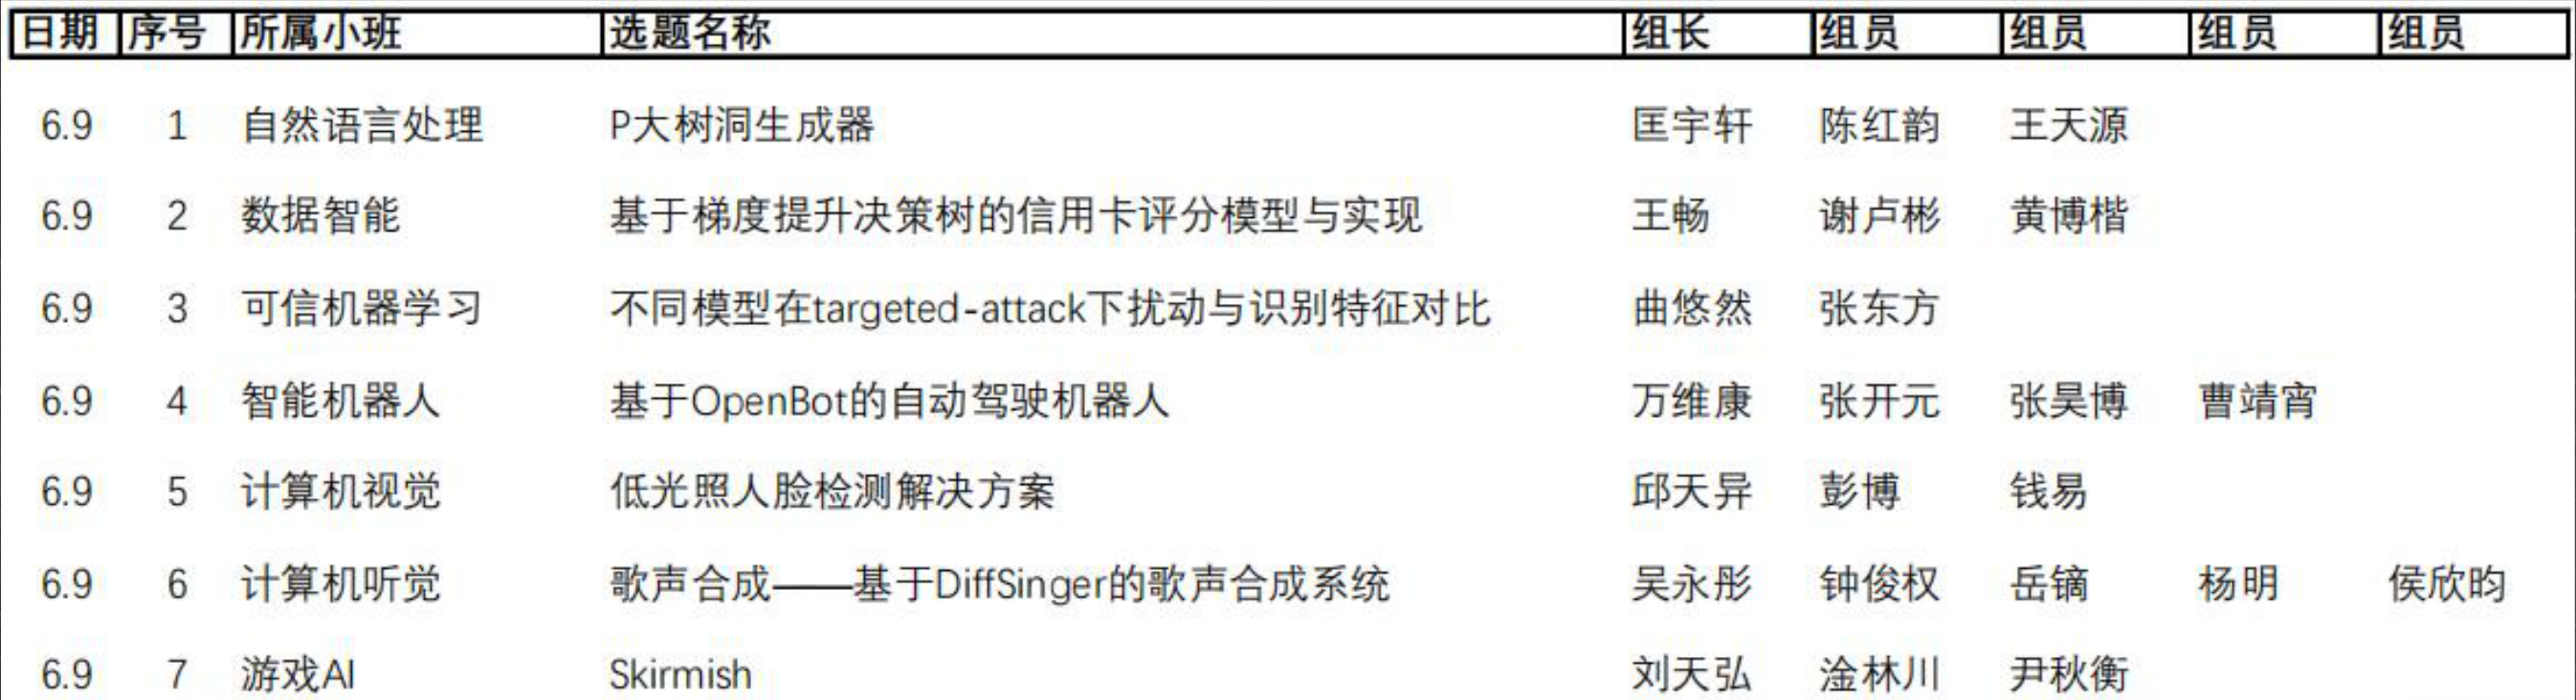 日期 序号 所属小班 选题名称 组长 组员 组员 组员 组员
6.9 1 自然语言处理 P大树洞生成器 匡宇轩 陈红韵 王天源
6.9 2 数据智能 基于梯度提升决策树的信用卡评分模型与实现 王畅 谢卢彬 黄博楷
6.9 3 可信机器学习 不同模型在targeted-attack下扰动与识别特征对比 曲悠然 张东方
6.9 4 智能机器人 基于OpenBot的自动驾驶机器人 万维康 张开元 张昊博 曹靖宵
6.9 5 计算机视觉 低光照人脸检测解决方案 邱天异 彭博 钱易
6.9 6 计算机听觉 歌声合成——基于DiffSinger的歌声合成系统 吴永彤 钟俊权 岳镝 杨明 侯欣昀
6.9 7 游戏AI Skirmish 刘天弘 淦林川 尹秋衡